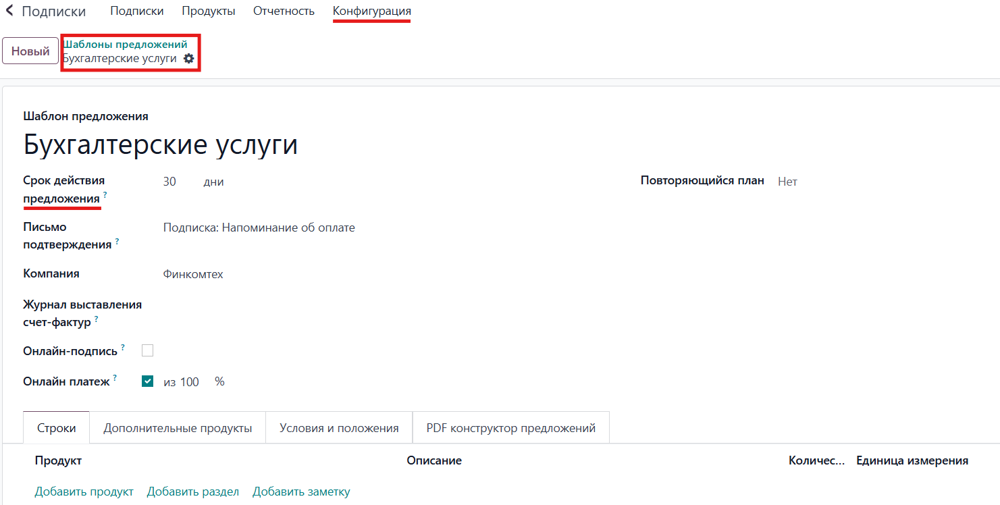 Подписки Подписки Продукты Отчетность Конфигурация
Новый Шаблоны предложений
Бухгалтерские услуги
Шаблон предложения
Бухгалтерские услуги
Срок действия предложения ? 30 дни
Повторяющийся план Нет
Письмо подтверждения ? Подписка: Напоминание об оплате
Компания Финкомтех
Журнал выставления счет-фактур ?
Онлайн-подпись ?
Онлайн платеж ? из 100 %
Строки Дополнительные продукты Условия и положения PDF конструктор предложений
Продукт Описание Количес... Единица измерения
Добавить продукт Добавить раздел Добавить заметку